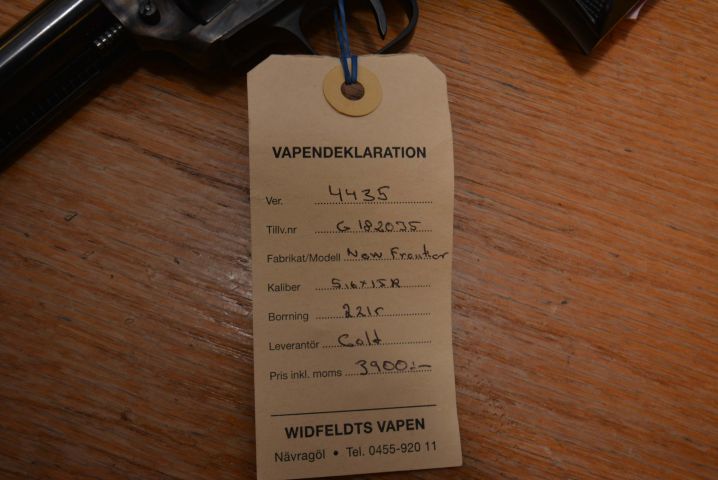 VAPENDEKLARATION
Ver. 4435
Tillv.nr G 182035
Fabrikat/Modell New Frontier
Kaliber 5,6x15R
Borrning 22lr
Leverantör Colt
Pris inkl. moms 3900:-
WIDFELDTS VAPEN
Nävragöl • Tel. 0455-920 11